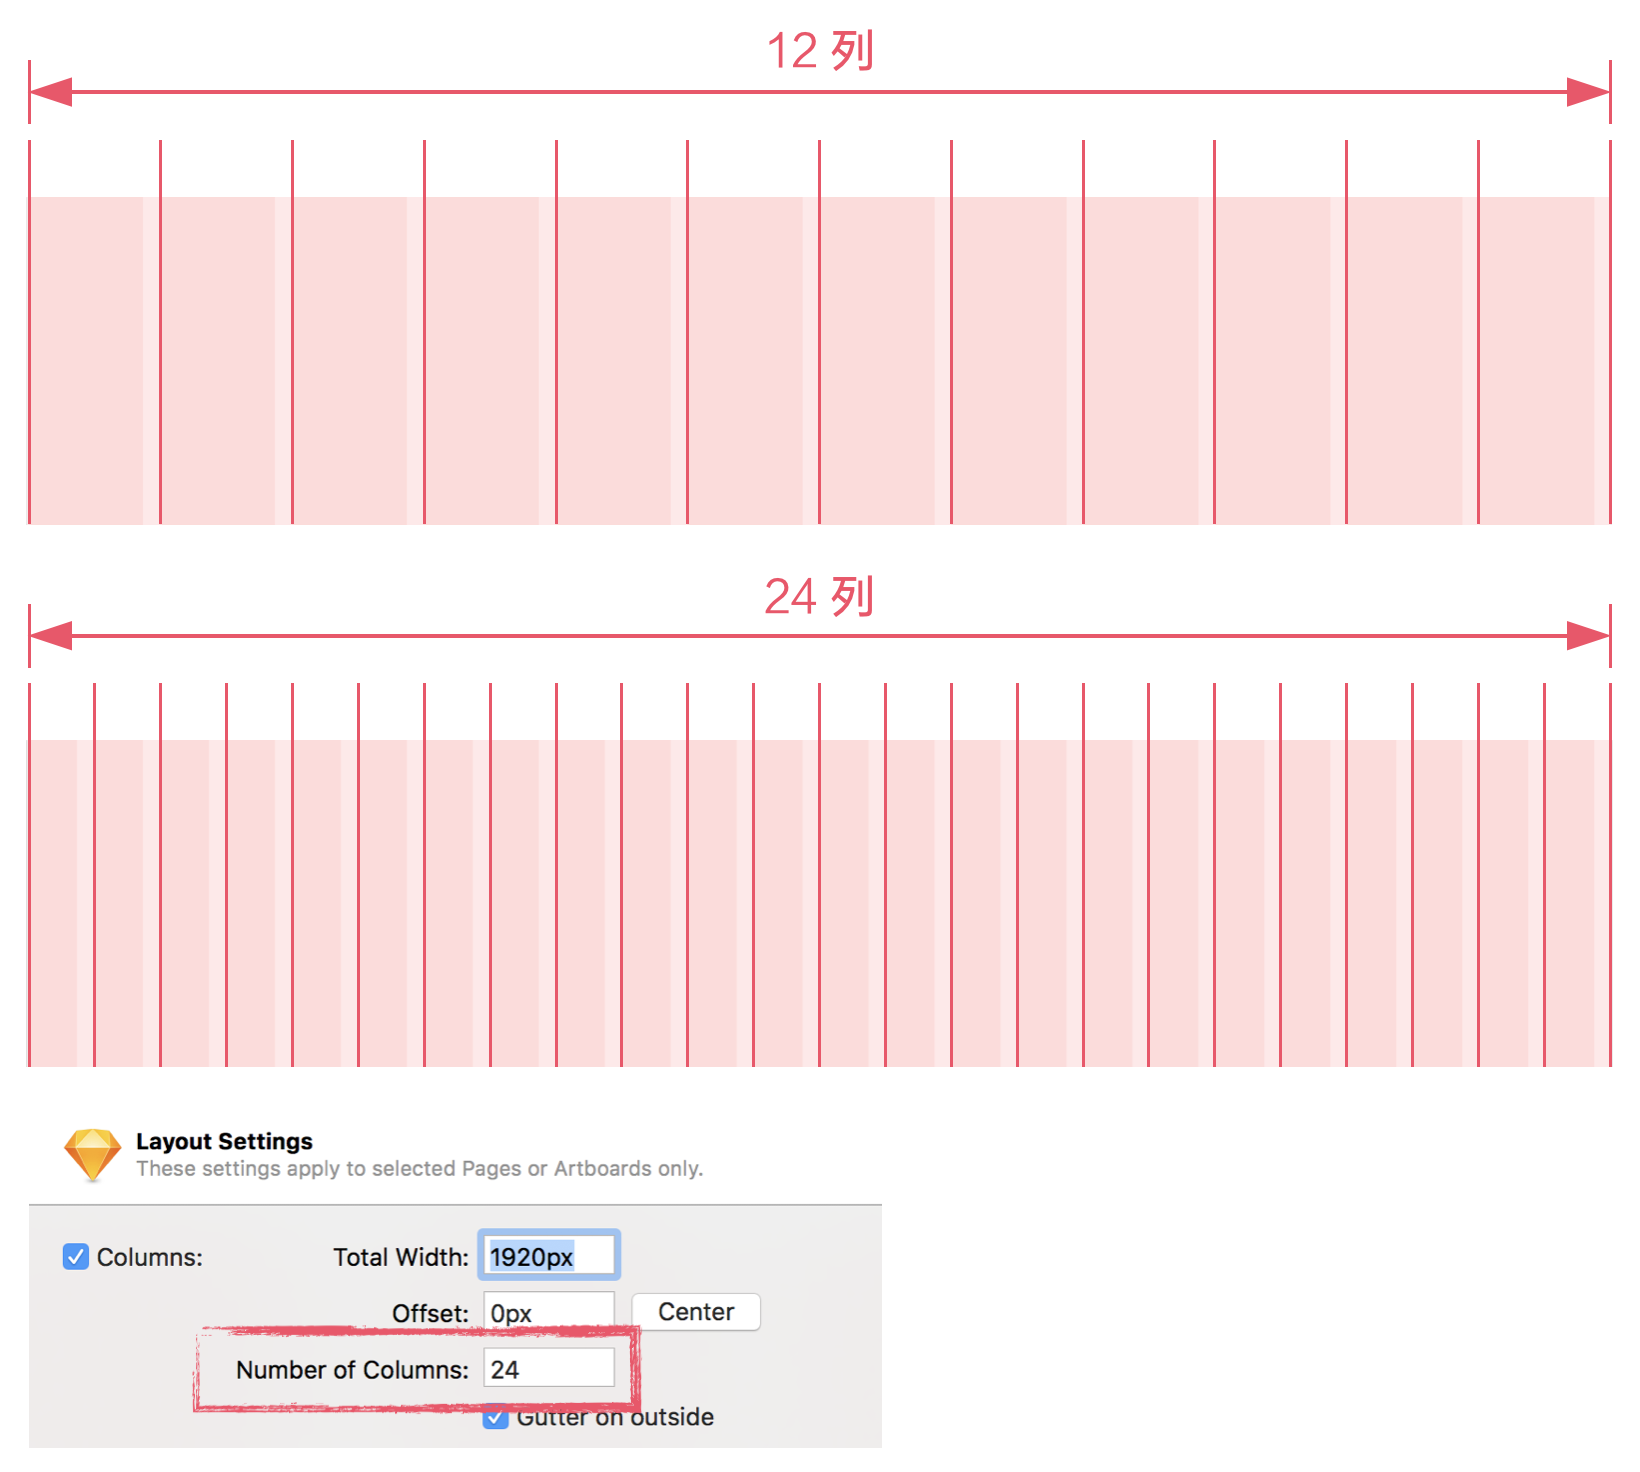 12 列
24 列
Layout Settings
These settings apply to selected Pages or Artboards only.
Columns: Total Width: 1920px
Offset: 0px Center
Number of Columns: 24
Gutter on outside